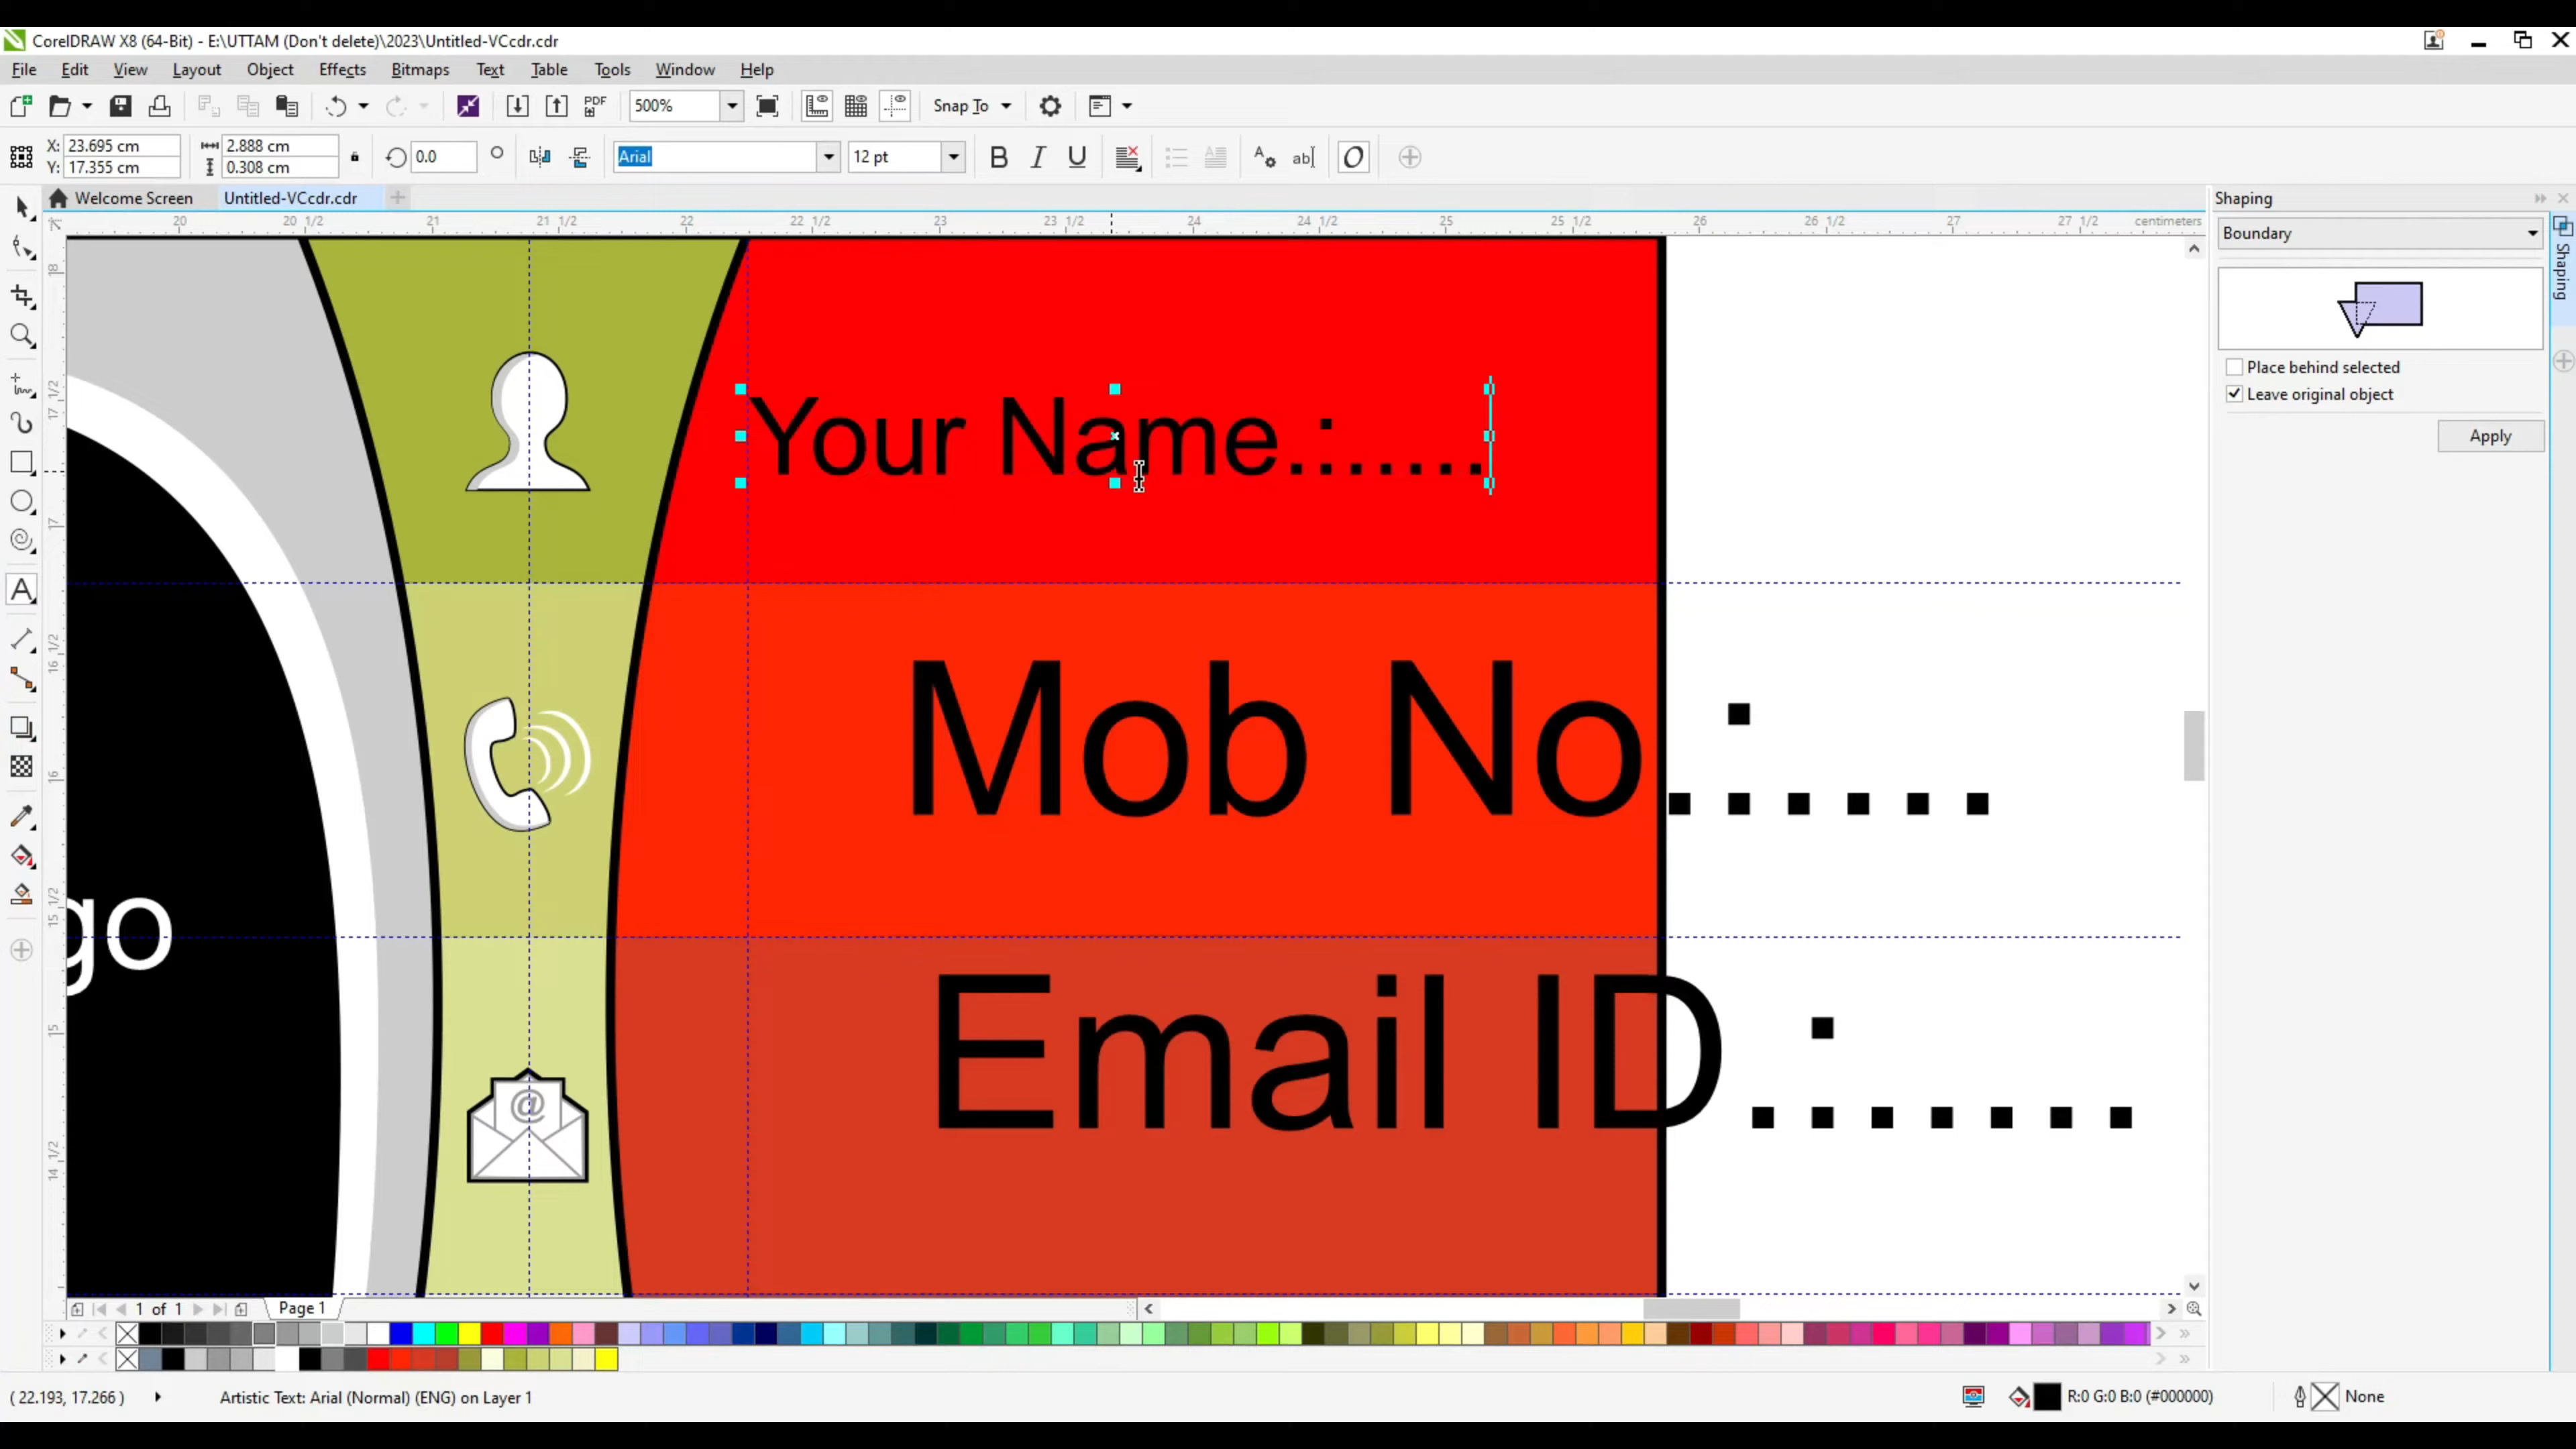 CorelDRAW X8 (64-Bit) - E:\UTTAM (Don't delete)\2023\Untitled-VCcdr.cdr
File Edit View Layout Object Effects Bitmaps Text Table Tools Window Help
PDF 500% Snap To
X: 23.695 cm 2.888 cm
Y: 17.355 cm 0.308 cm
0.0 Arial 12 pt B I U ab O
Welcome Screen Untitled-VCcdr.cdr
Shaping
20 20 1/2 21 21 1/2 22 22 1/2 23 23 1/2 24 24 1/2 25 25 1/2 26 26 1/2 27 27 1/2 centimeters
Boundary
Shaping
Place behind selected
Leave original object
Apply
Your Name.:.....
Mob No.:....
go
Email ID.:.....
@
1 of 1 Page 1
( 22.193, 17.266 ) Artistic Text: Arial (Normal) (ENG) on Layer 1 R:0 G:0 B:0 (#000000) None